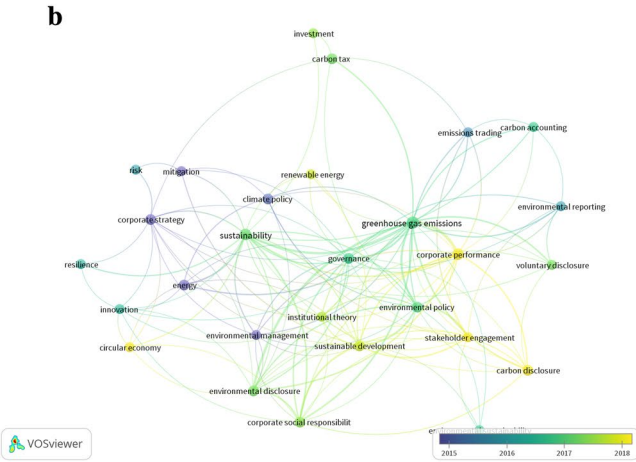 b
investment
carbon tax
emissions trading
carbon accounting
risk
mitigation
renewable energy
climate policy
environmental reporting
corporate strategy
greenhouse gas emissions
sustainability
corporate performance
governance
resilience
voluntary disclosure
energy
innovation
environmental policy
institutional theory
environmental management
stakeholder engagement
circular economy
sustainable development
carbon disclosure
environmental disclosure
corporate social responsibilit
environmental sustainability
VOSviewer
2015 2016 2017 2018